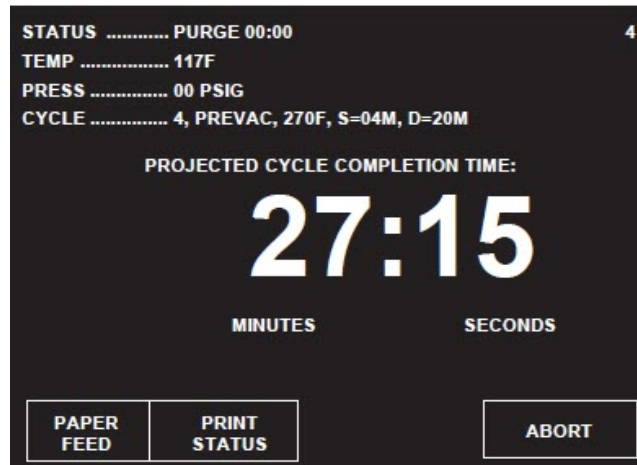 STATUS ............ PURGE 00:00 4
TEMP ................. 117F
PRESS ............... 00 PSIG
CYCLE ............... 4, PREVAC, 270F, S=04M, D=20M
PROJECTED CYCLE COMPLETION TIME:
27:15
MINUTES SECONDS
PAPER FEED
PRINT STATUS
ABORT